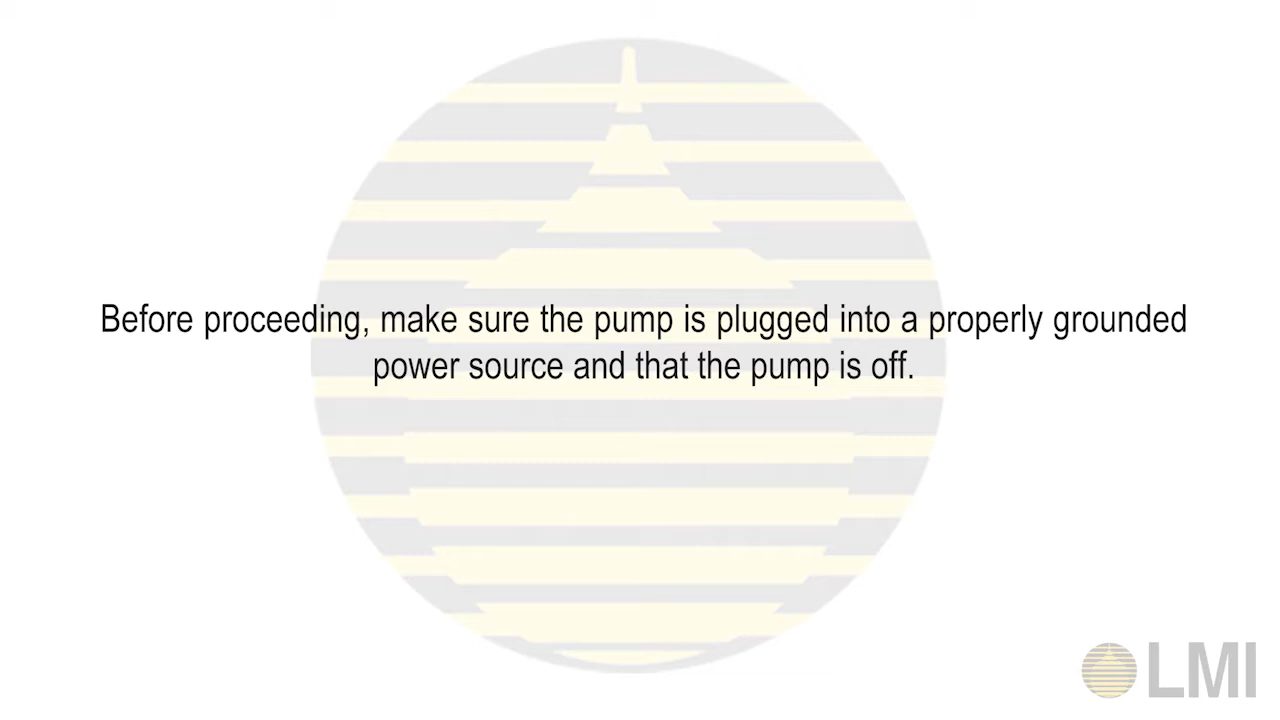 Before proceeding, make sure the pump is plugged into a properly grounded
power source and that the pump is off.
LMI